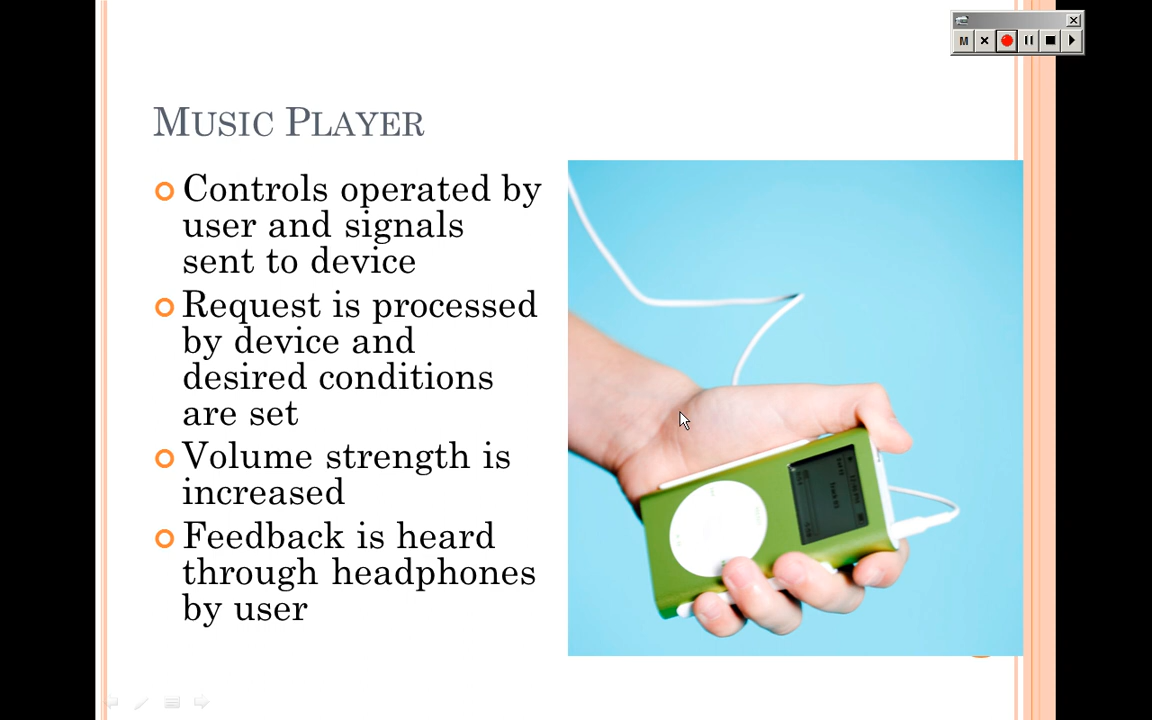 M
MUSIC PLAYER
Controls operated by
user and signals
sent to device
Request is processed
by device and
desired conditions
are set
Volume strength is
increased
Feedback is heard
through headphones
by user